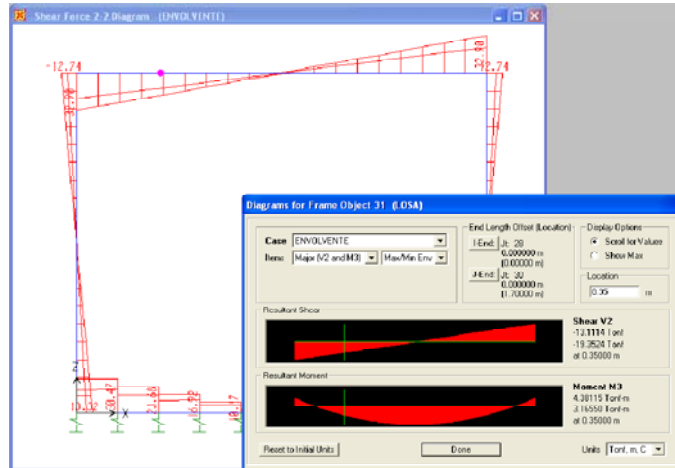 Shear Force 2-2 Diagram (ENVOLVENTE)
-12.74
12.74
Diagrams for Frame Object 31 (LOSA)
Case ENVOLVENTE
Items Major (V2 and M3) Max/Min Env
End Length Offset (Location)
I-End: Jt: 28
0.000000 m
(0.00000 m)
J-End: Jt: 30
0.000000 m
(1.70000 m)
Display Options
Scroll for Values
Show Max
Location
0.35 m
Resultant Shear
Shear V2
-13.1114 Tonf
-19.3524 Tonf
at 0.35000 m
Resultant Moment
Moment M3
4.38115 Tonf-m
3.16550 Tonf-m
at 0.35000 m
Reset to Initial Units
Done
Units Tonf, m, C
Z
X